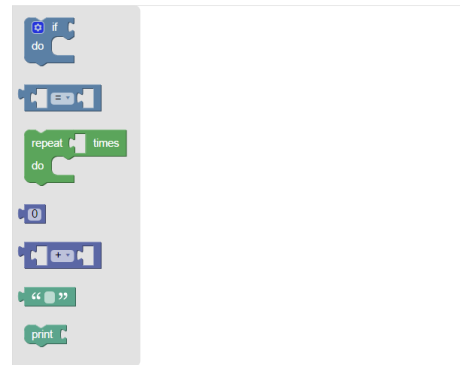 if
do
=
repeat times
do
0
+
“ ”
print